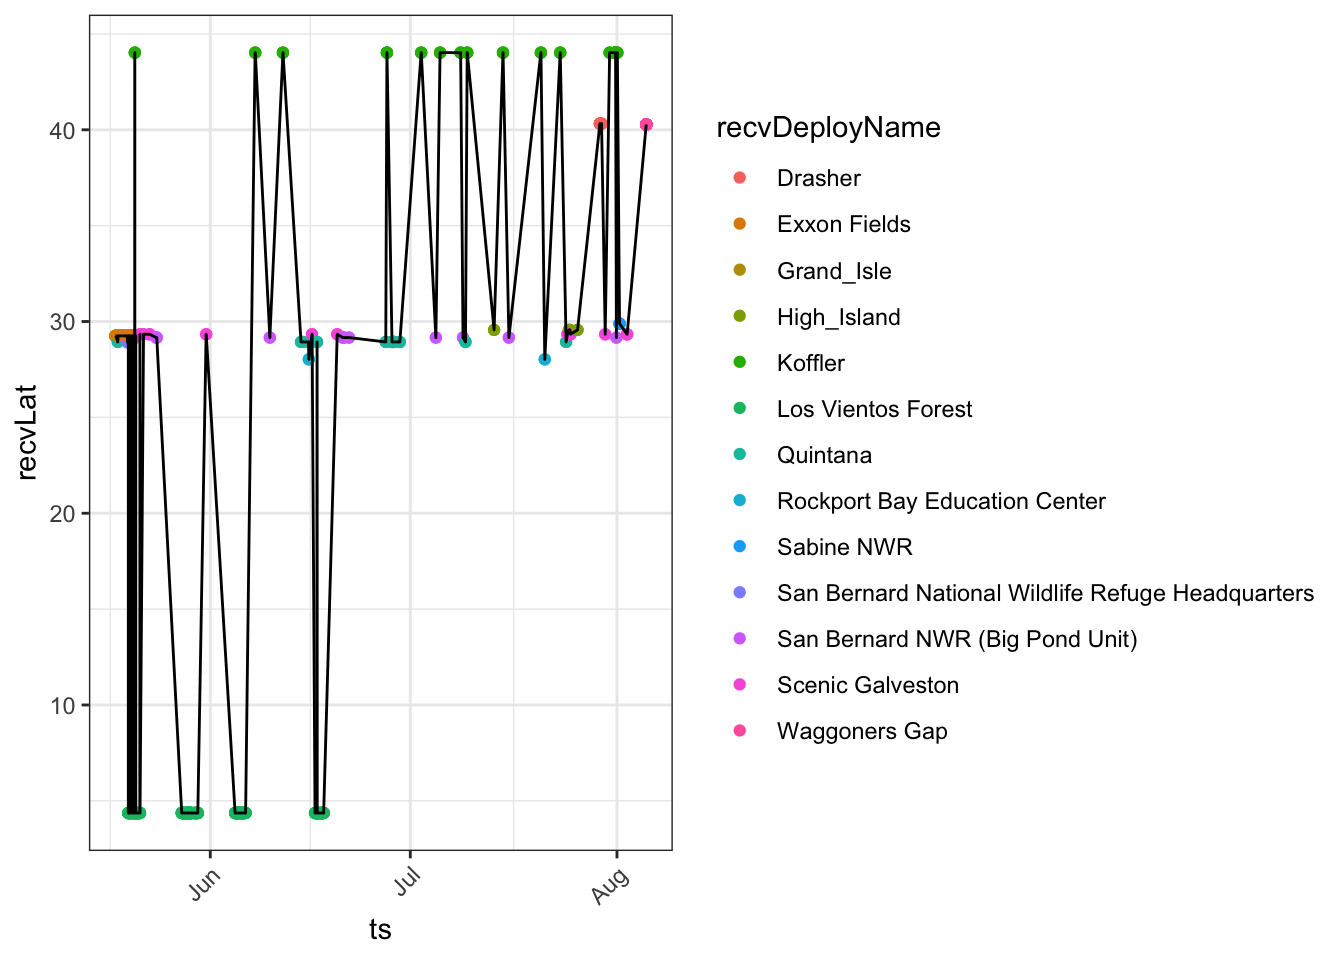 recvLat
40
30
20
10
Jun
Jul
Aug
ts
recvDeployName
Drasher
Exxon Fields
Grand_Isle
High_Island
Koffler
Los Vientos Forest
Quintana
Rockport Bay Education Center
Sabine NWR
San Bernard National Wildlife Refuge Headquarters
San Bernard NWR (Big Pond Unit)
Scenic Galveston
Waggoners Gap